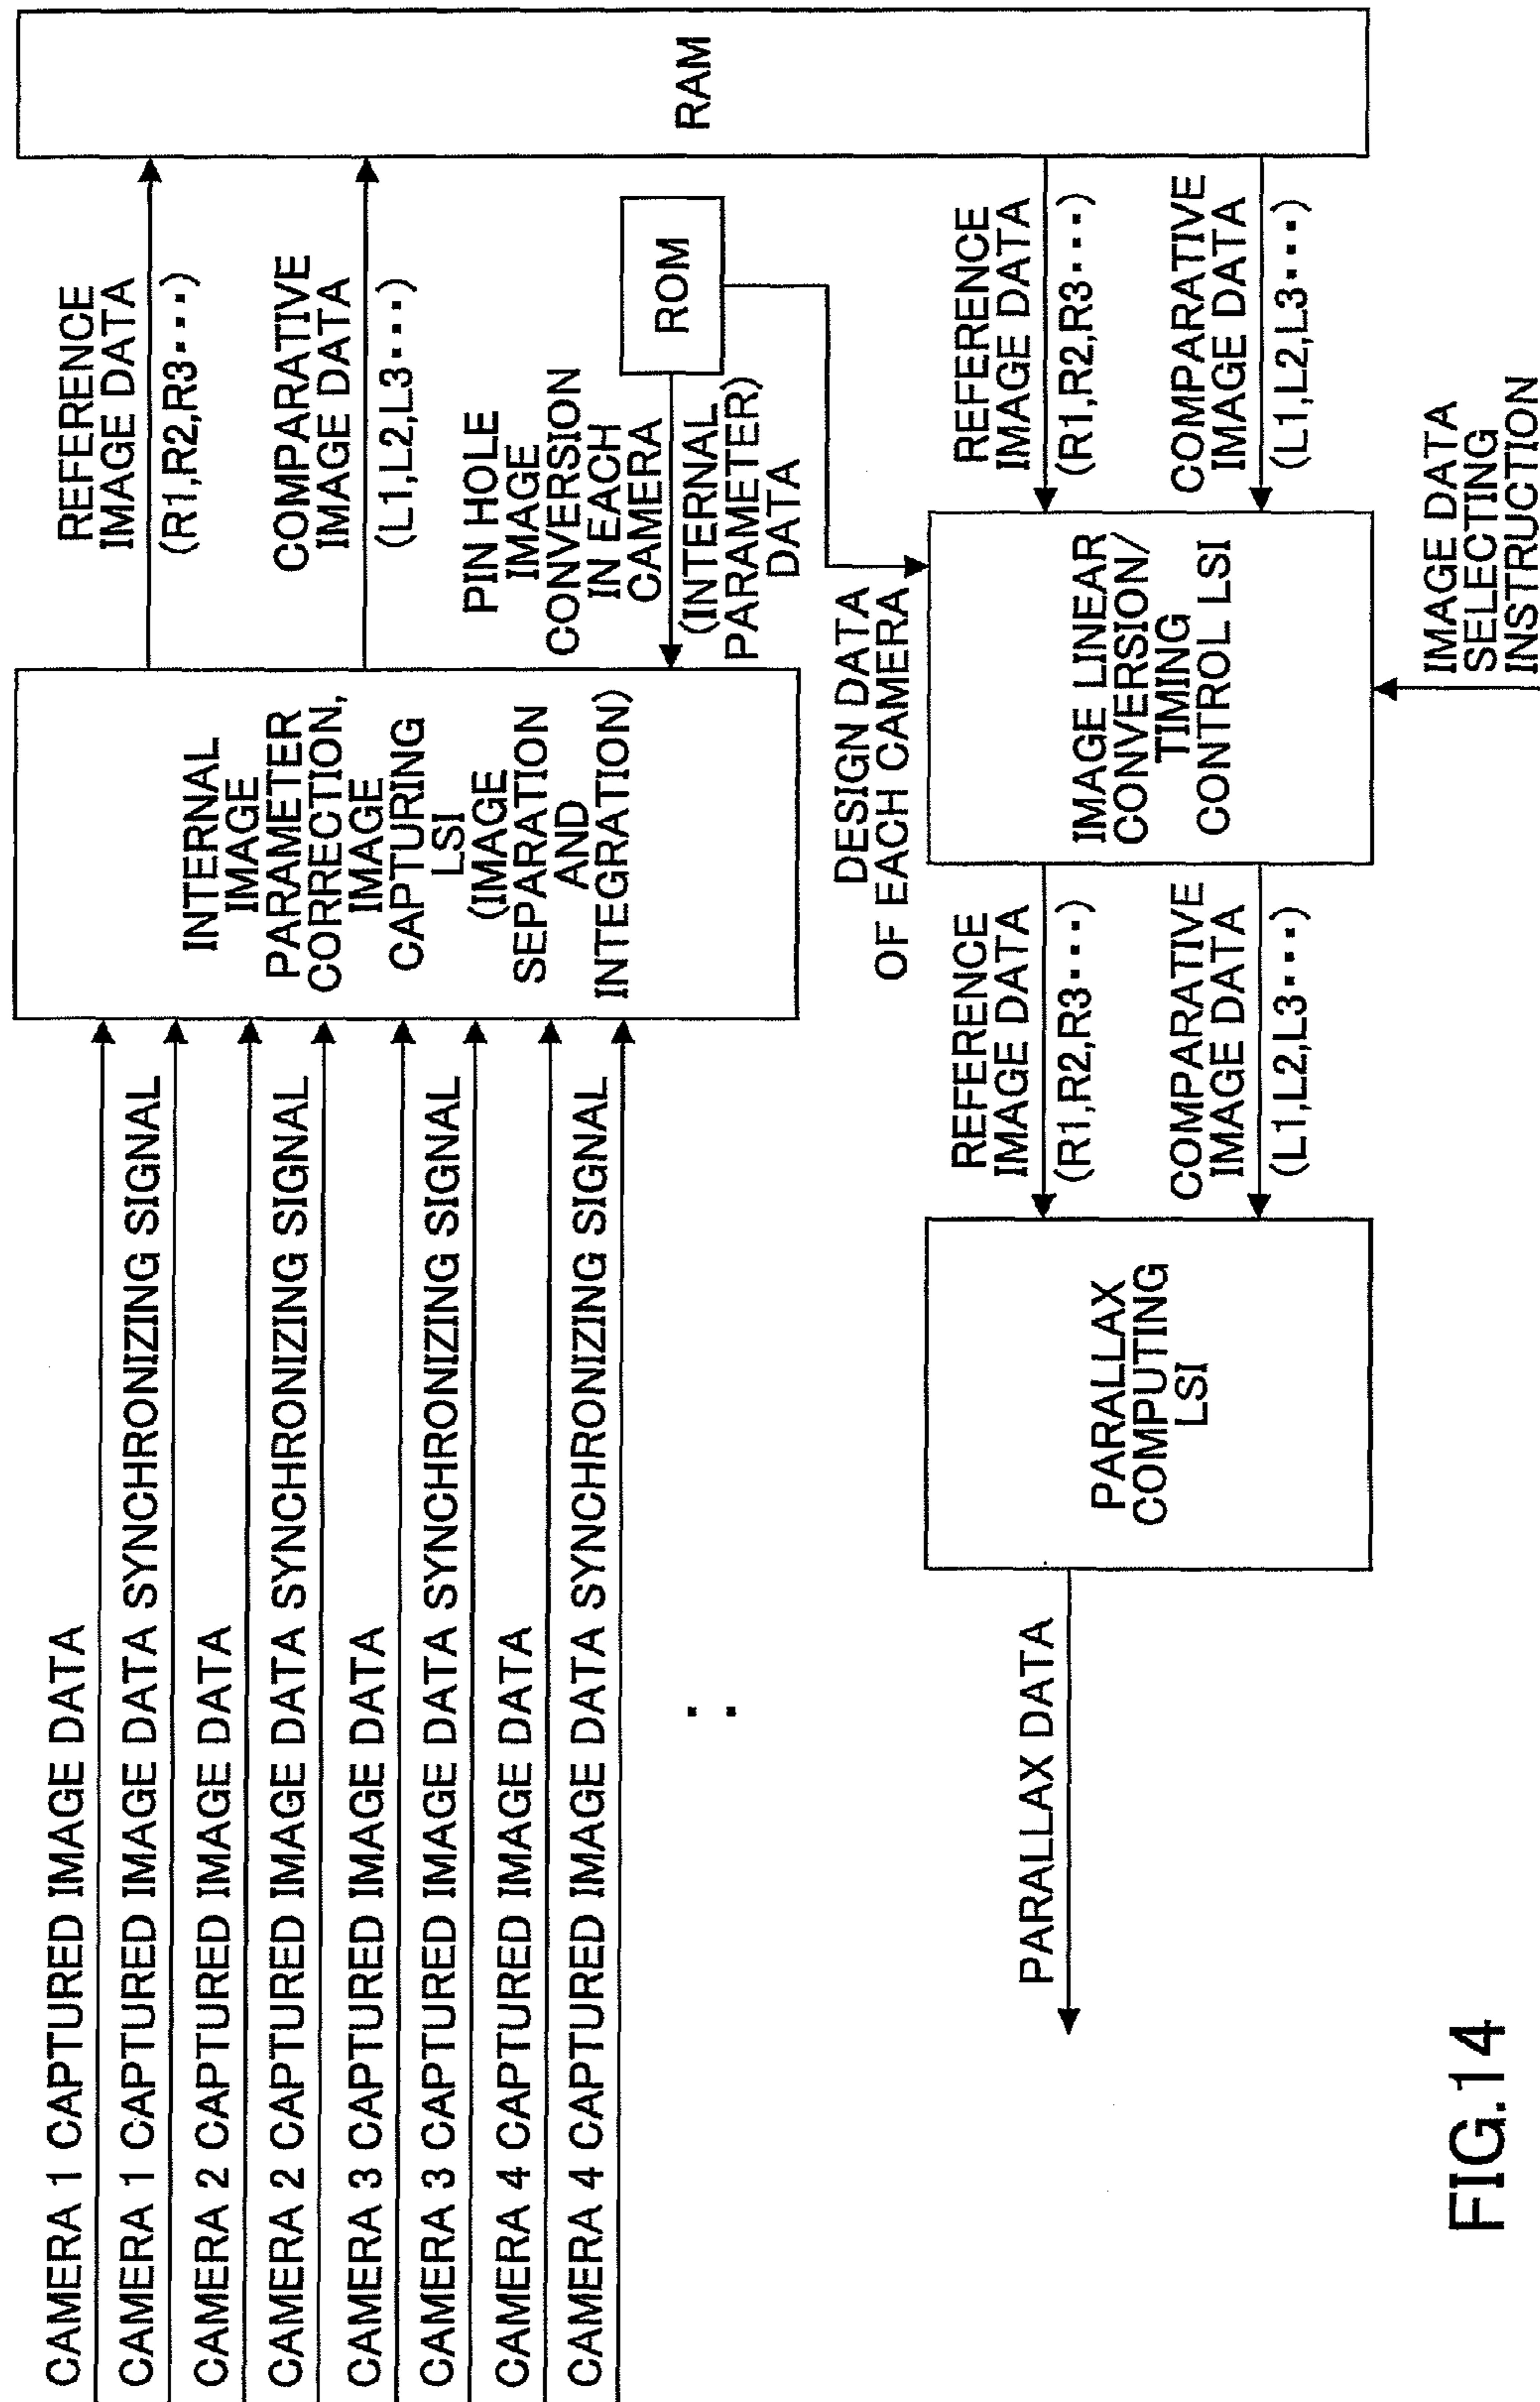 CAMERA 1 CAPTURED IMAGE DATA
CAMERA 1 CAPTURED IMAGE DATA SYNCHRONIZING SIGNAL
CAMERA 2 CAPTURED IMAGE DATA
CAMERA 2 CAPTURED IMAGE DATA SYNCHRONIZING SIGNAL
CAMERA 3 CAPTURED IMAGE DATA
CAMERA 3 CAPTURED IMAGE DATA SYNCHRONIZING SIGNAL
CAMERA 4 CAPTURED IMAGE DATA
CAMERA 4 CAPTURED IMAGE DATA SYNCHRONIZING SIGNAL
INTERNAL
IMAGE
PARAMETER
CORRECTION,
IMAGE
CAPTURING
LSI
(IMAGE
SEPARATION
AND
INTEGRATION)
REFERENCE
IMAGE DATA
(R1,R2,R3･･･)
COMPARATIVE
IMAGE DATA
(L1,L2,L3･･･)
PIN HOLE
IMAGE
CONVERSION
IN EACH
CAMERA
(INTERNAL
PARAMETER)
DATA
ROM
RAM
DESIGN DATA
OF EACH CAMERA
PARALLAX DATA
PARALLAX
COMPUTING
LSI
REFERENCE
IMAGE DATA
(R1,R2,R3･･･)
COMPARATIVE
IMAGE DATA
(L1,L2,L3･･･)
IMAGE LINEAR
CONVERSION/
TIMING
CONTROL LSI
REFERENCE
IMAGE DATA
(R1,R2,R3･･･)
COMPARATIVE
IMAGE DATA
(L1,L2,L3･･･)
IMAGE DATA
SELECTING
INSTRUCTION
FIG.14